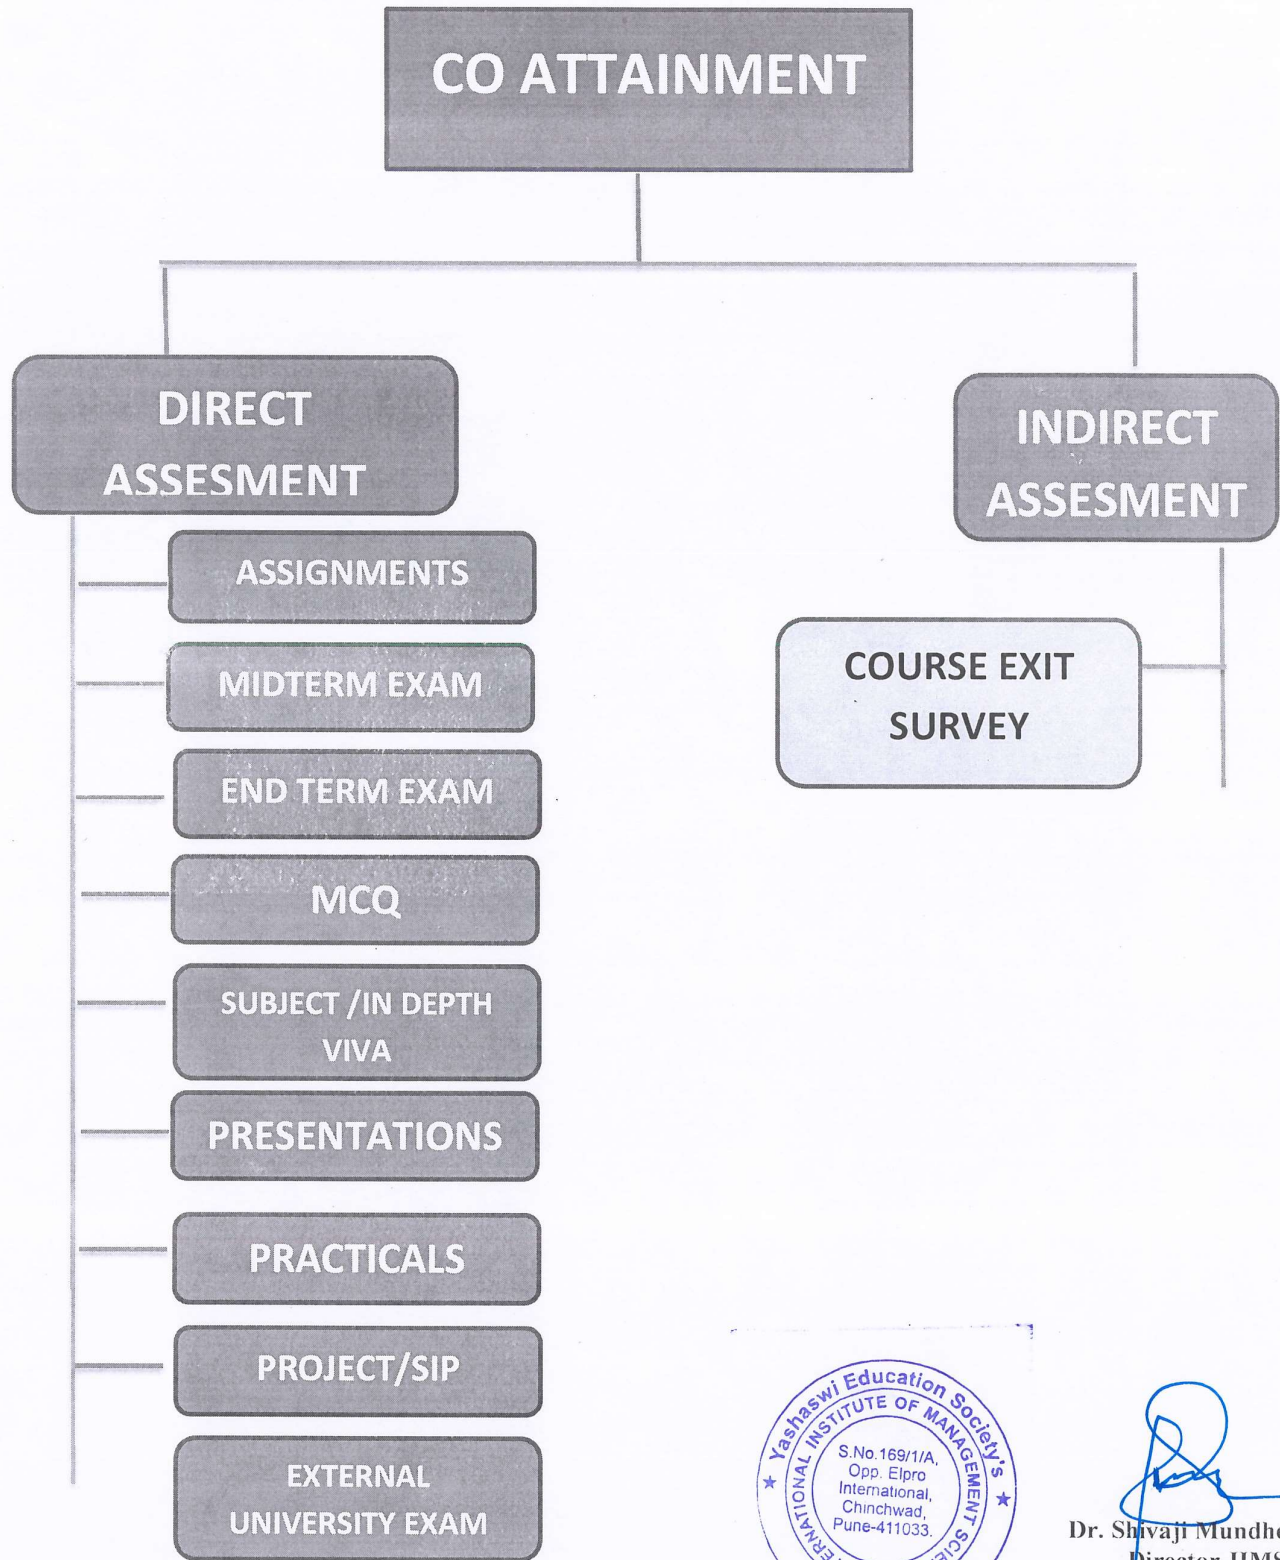 CO ATTAINMENT
DIRECT
ASSESMENT
INDIRECT
ASSESMENT
ASSIGNMENTS
MIDTERM EXAM
END TERM EXAM
MCQ
SUBJECT /IN DEPTH
VIVA
PRESENTATIONS
PRACTICALS
PROJECT/SIP
EXTERNAL
UNIVERSITY EXAM
COURSE EXIT
SURVEY
★ Yashaswi Education Society's ★
INSTITUTE OF MANAGEMENT
S.No.169/1/A,
Opp. Elpro
International,
Chinchwad,
Pune-411033.
Dr. Shivaji